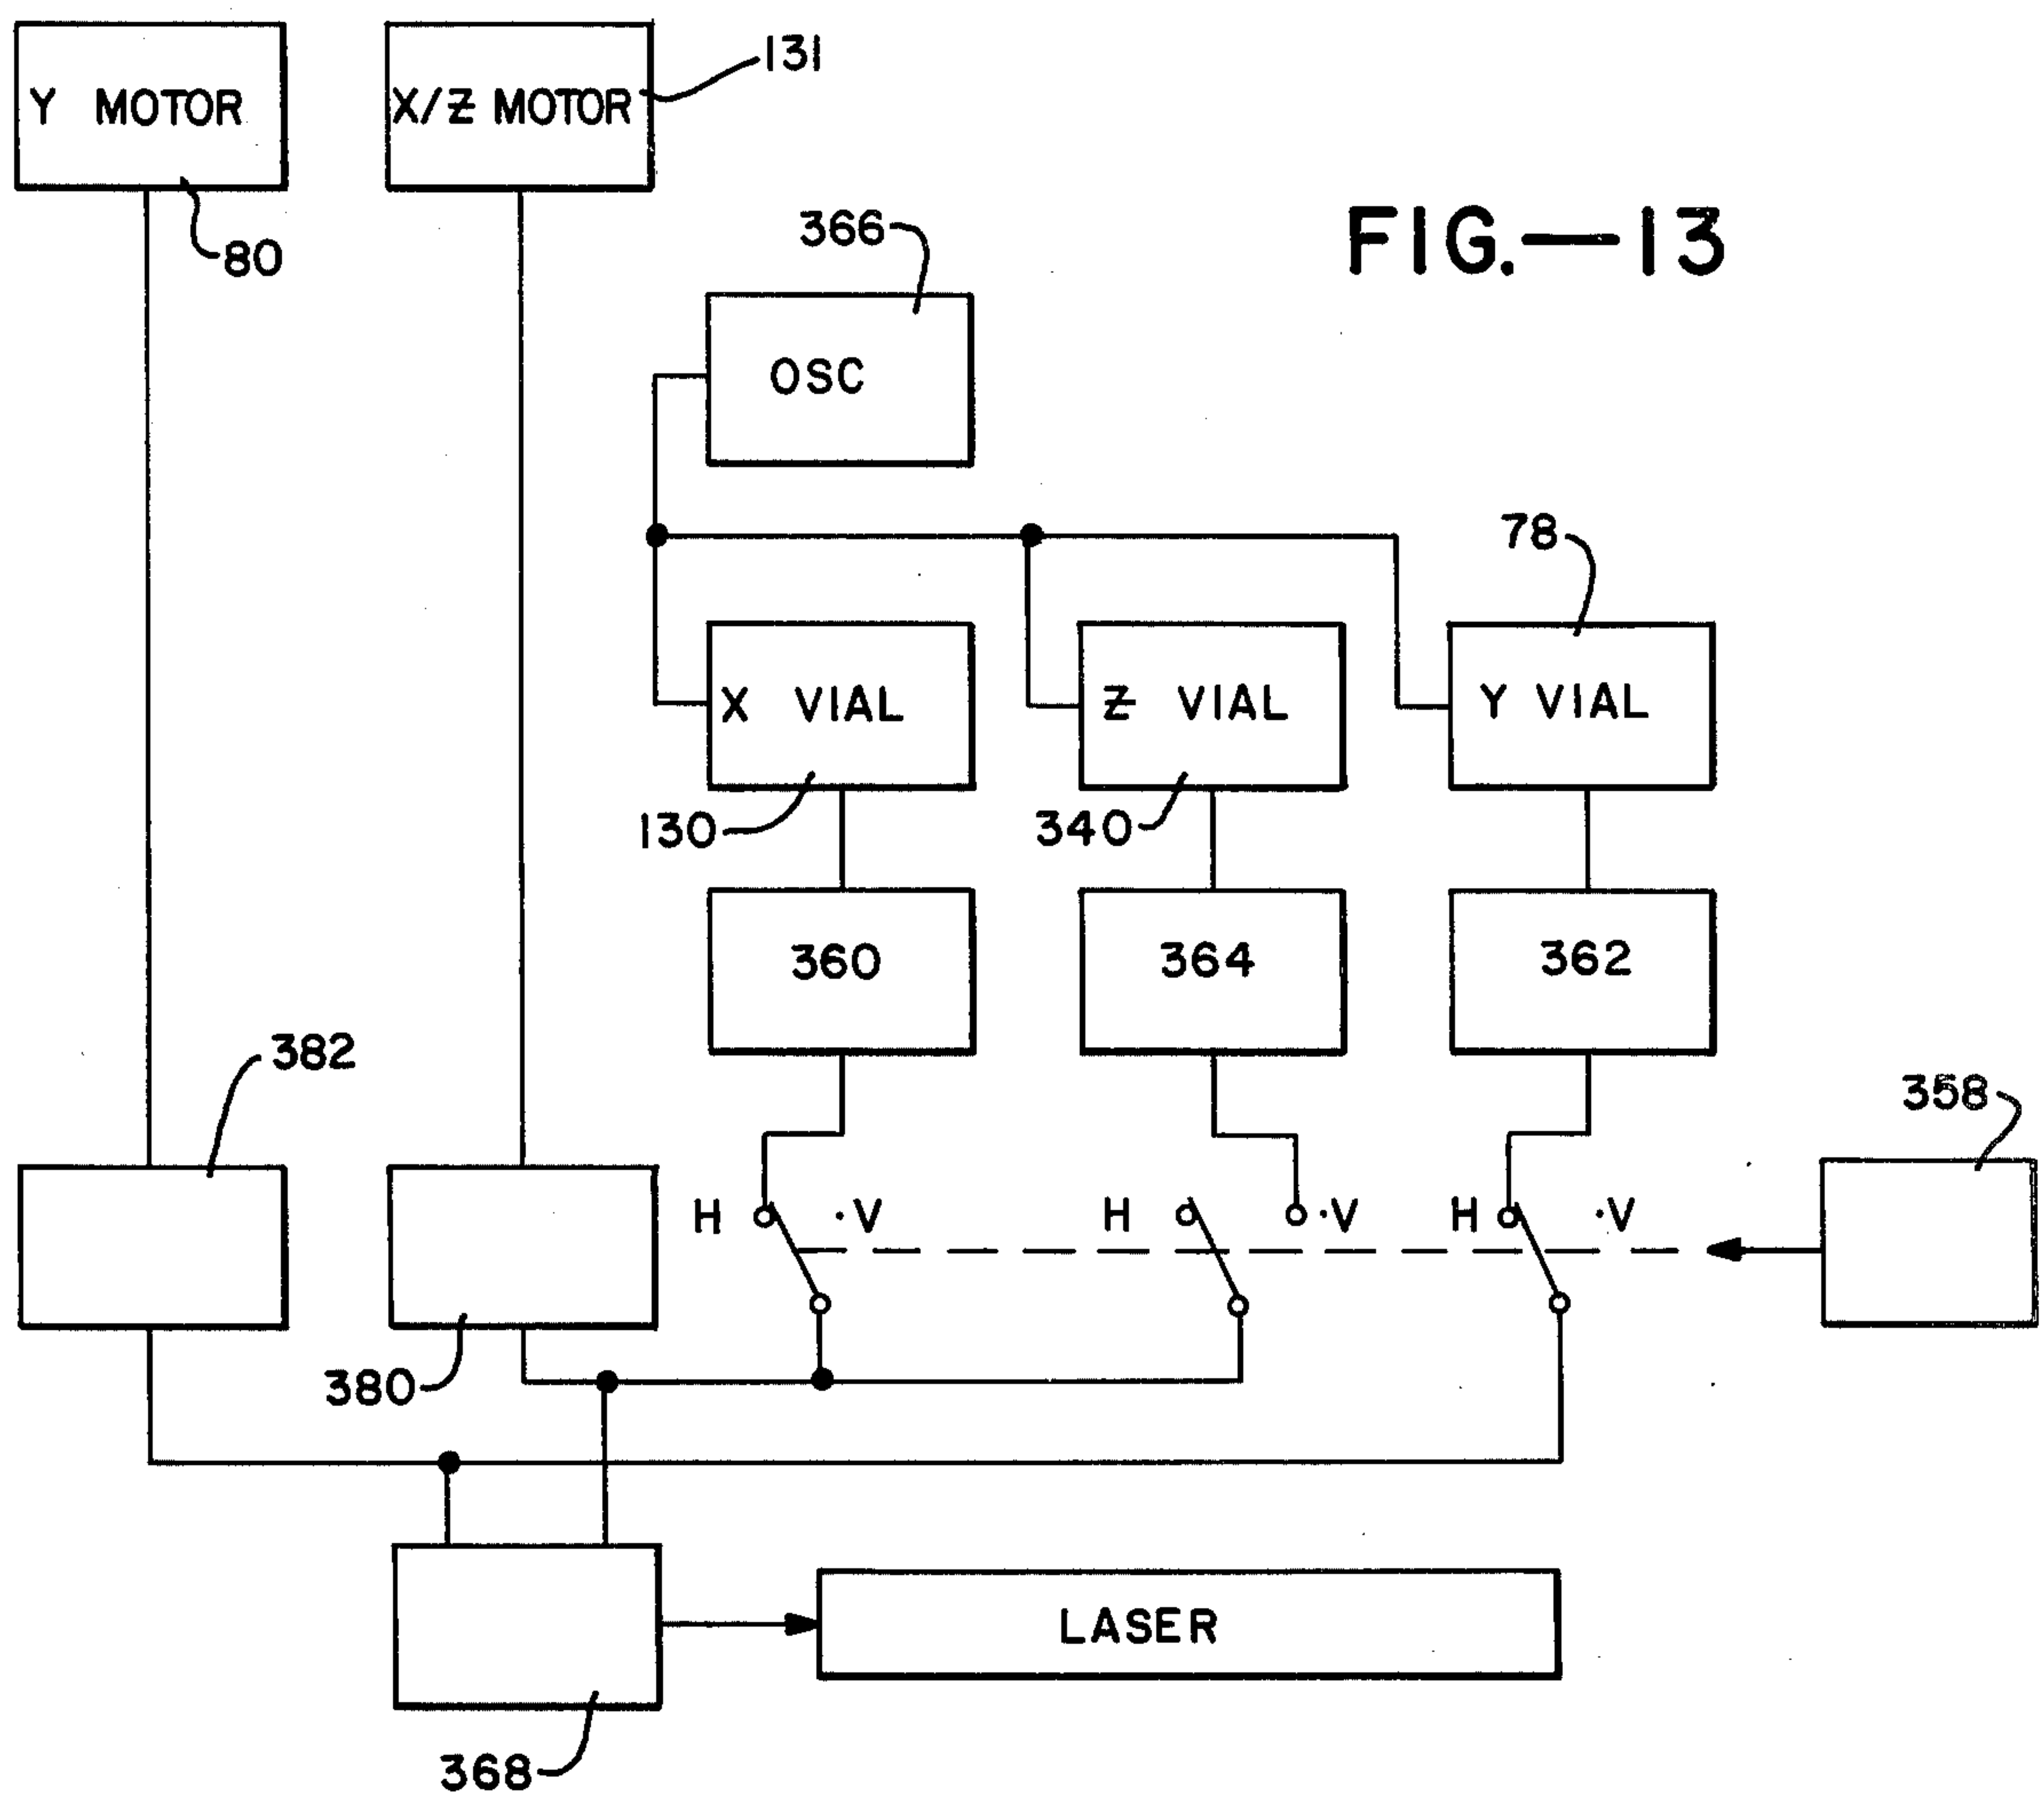 Y MOTOR
X/Z MOTOR
131
80
366
FIG.—13
OSC
78
X VIAL
Z VIAL
Y VIAL
130
340
360
364
362
382
358
H
V
H
V
H
V
380
LASER
368